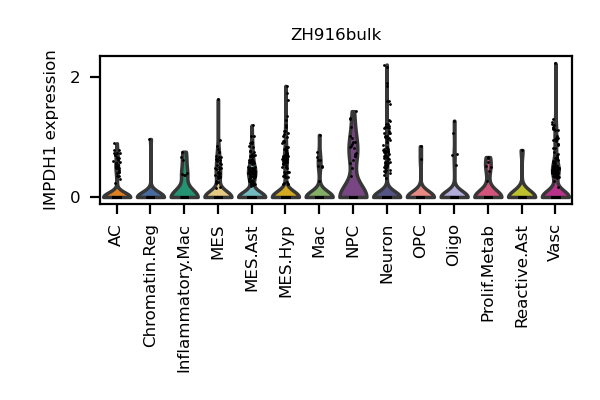 ZH916bulk
IMPDH1 expression
2
0
AC
Chromatin.Reg
Inflammatory.Mac
MES
MES.Ast
MES.Hyp
Mac
NPC
Neuron
OPC
Oligo
Prolif.Metab
Reactive.Ast
Vasc